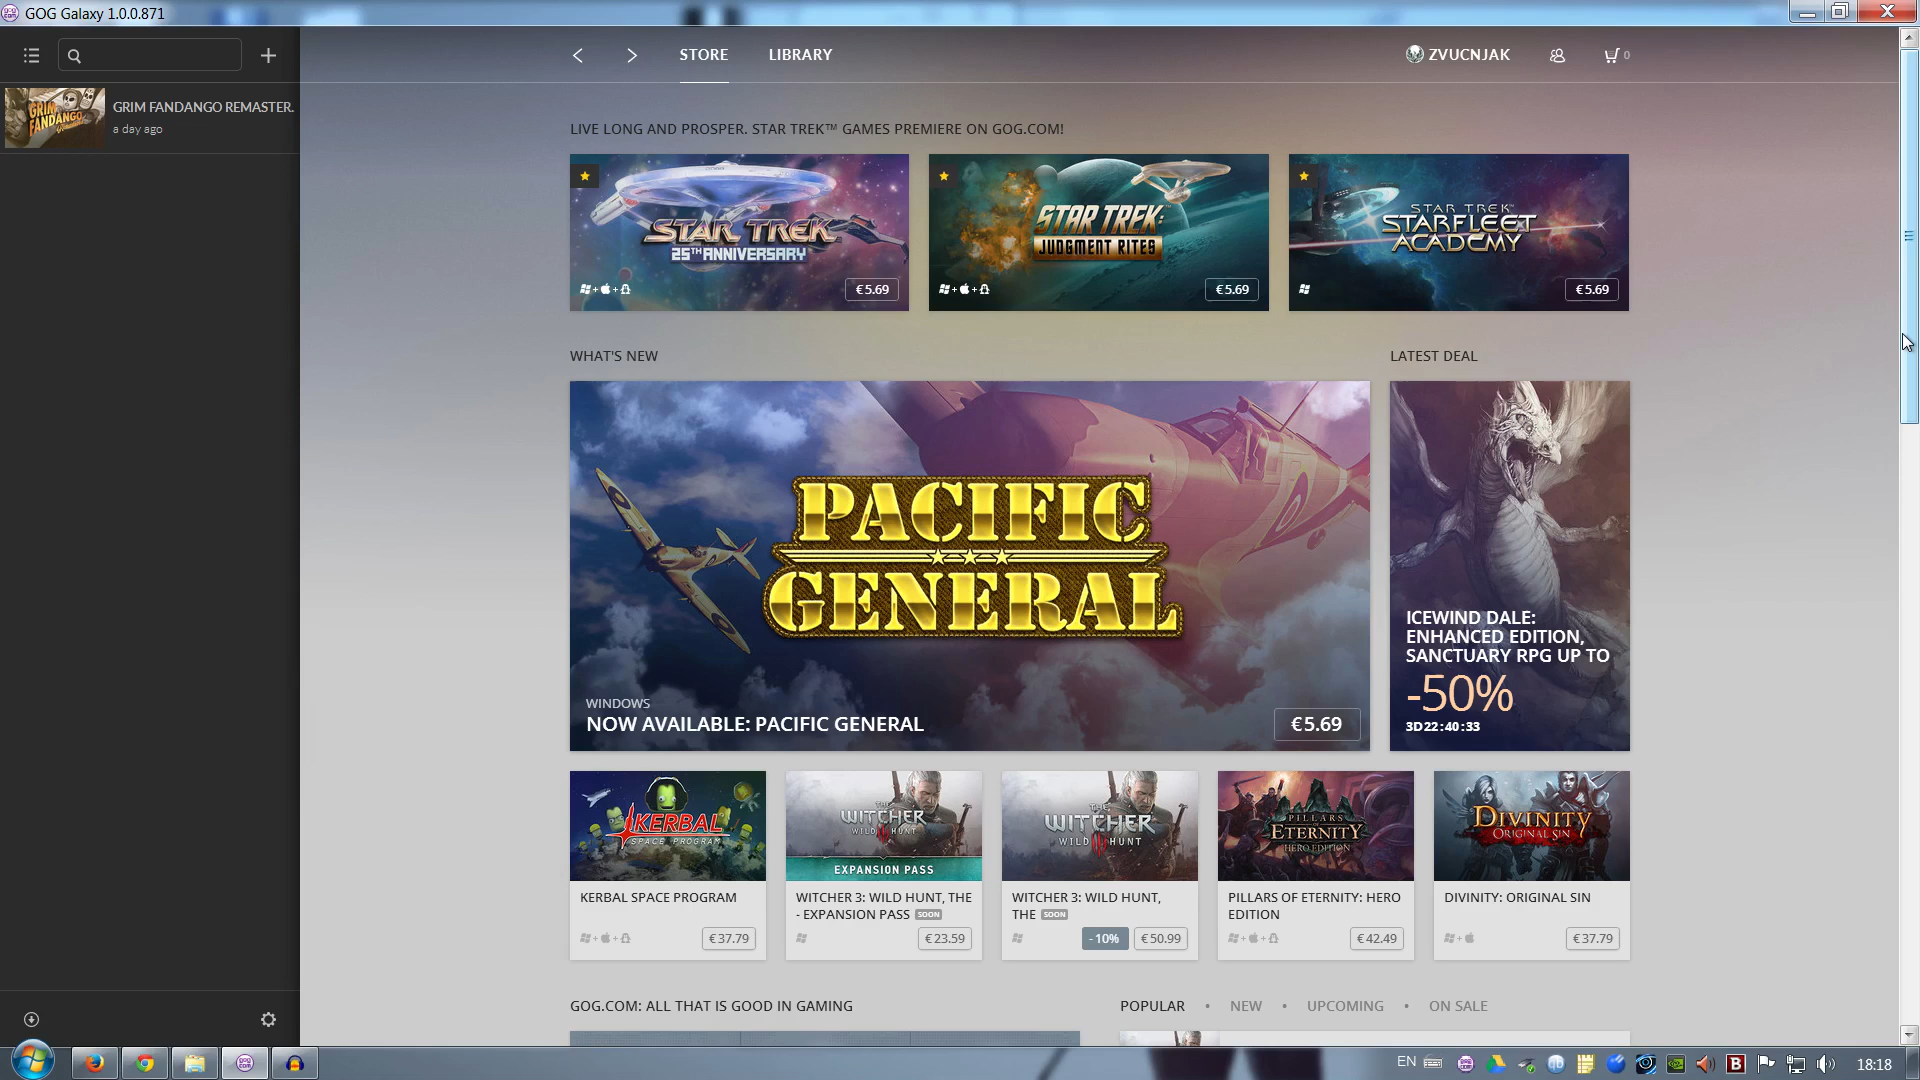 GOG Galaxy 1.0.0.871
STORE
LIBRARY
ZVUCNJAK
0
GRIM FANDANGO REMASTER.
a day ago
GRIM
FANDANGO
LIVE LONG AND PROSPER. STAR TREK™ GAMES PREMIERE ON GOG.COM!
STAR TREK
25TH ANNIVERSARY
€5.69
STAR TREK:
JUDGMENT RITES
€5.69
STAR TREK
STARFLEET
ACADEMY
€5.69
WHAT'S NEW
LATEST DEAL
PACIFIC
GENERAL
WINDOWS
NOW AVAILABLE: PACIFIC GENERAL
€5.69
ICEWIND DALE:
ENHANCED EDITION,
SANCTUARY RPG UP TO
-50%
3D22:40:33
KERBAL
SPACE PROGRAM
KERBAL SPACE PROGRAM
€37.79
THE
WITCHER
WILD HUNT
EXPANSION PASS
WITCHER 3: WILD HUNT, THE
- EXPANSION PASS SOON
€23.59
THE
WITCHER
WILD HUNT
WITCHER 3: WILD HUNT,
THE SOON
-10%
€50.99
PILLARS
OF
ETERNITY
HERO EDITION
PILLARS OF ETERNITY: HERO
EDITION
€42.49
DIVINITY
ORIGINAL SIN
DIVINITY: ORIGINAL SIN
€37.79
GOG.COM: ALL THAT IS GOOD IN GAMING
POPULAR • NEW • UPCOMING • ON SALE
EN
18:18